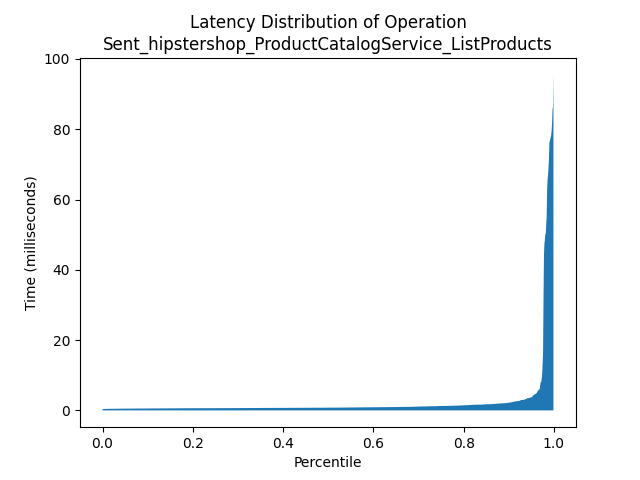 Latency Distribution of Operation
Sent_hipstershop_ProductCatalogService_ListProducts
100
80
60
40
20
0
Time (milliseconds)
0.0 0.2 0.4 0.6 0.8 1.0
Percentile